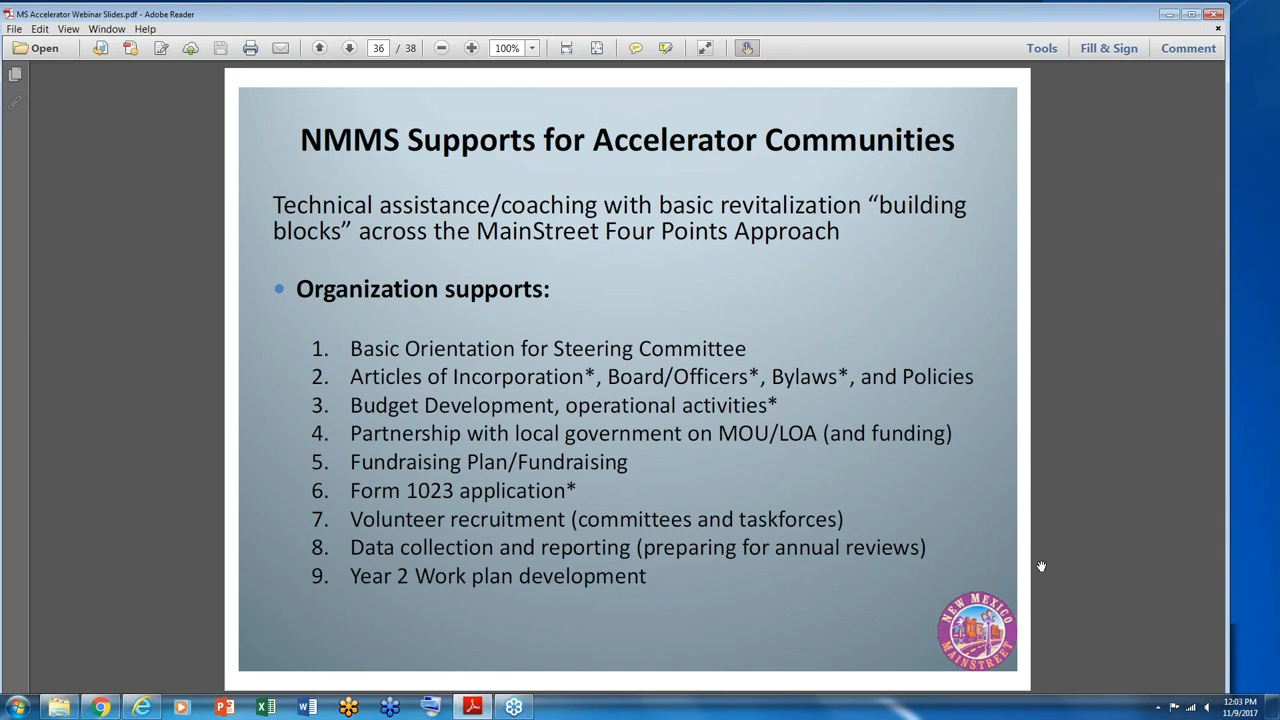 MS Accelerator Webinar Slides.pdf - Adobe Reader
File Edit View Window Help
Open 36 / 38 100% Tools Fill & Sign Comment
NMMS Supports for Accelerator Communities
Technical assistance/coaching with basic revitalization “building
blocks” across the MainStreet Four Points Approach
• Organization supports:
1. Basic Orientation for Steering Committee
2. Articles of Incorporation*, Board/Officers*, Bylaws*, and Policies
3. Budget Development, operational activities*
4. Partnership with local government on MOU/LOA (and funding)
5. Fundraising Plan/Fundraising
6. Form 1023 application*
7. Volunteer recruitment (committees and taskforces)
8. Data collection and reporting (preparing for annual reviews)
9. Year 2 Work plan development
NEW MEXICO
MAINSTREET
12:03 PM
11/9/2017